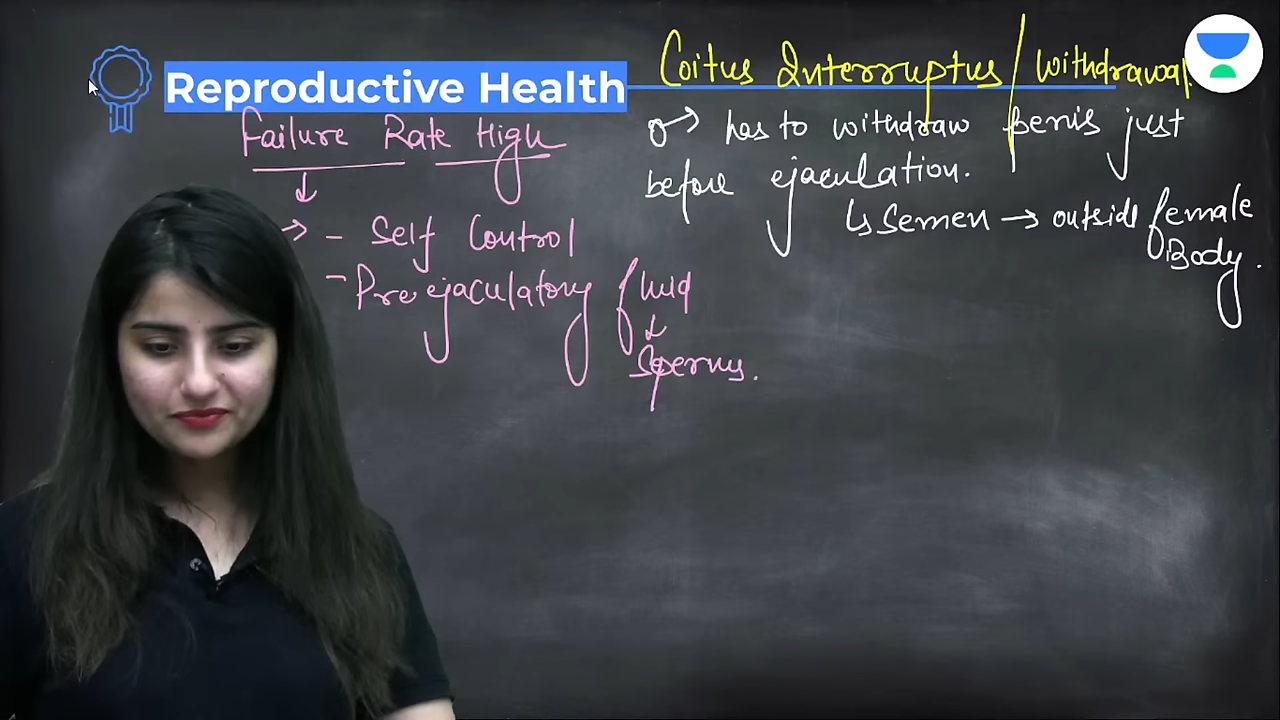 Reproductive Health
Failure Rate High
↓
→ - Self Control
- Pre ejaculatory fluid
↓
Sperms.
Coitus Interruptus / withdrawal
♂ has to withdraw penis just
before ejaculation.
↳ Semen → outside female
Body.